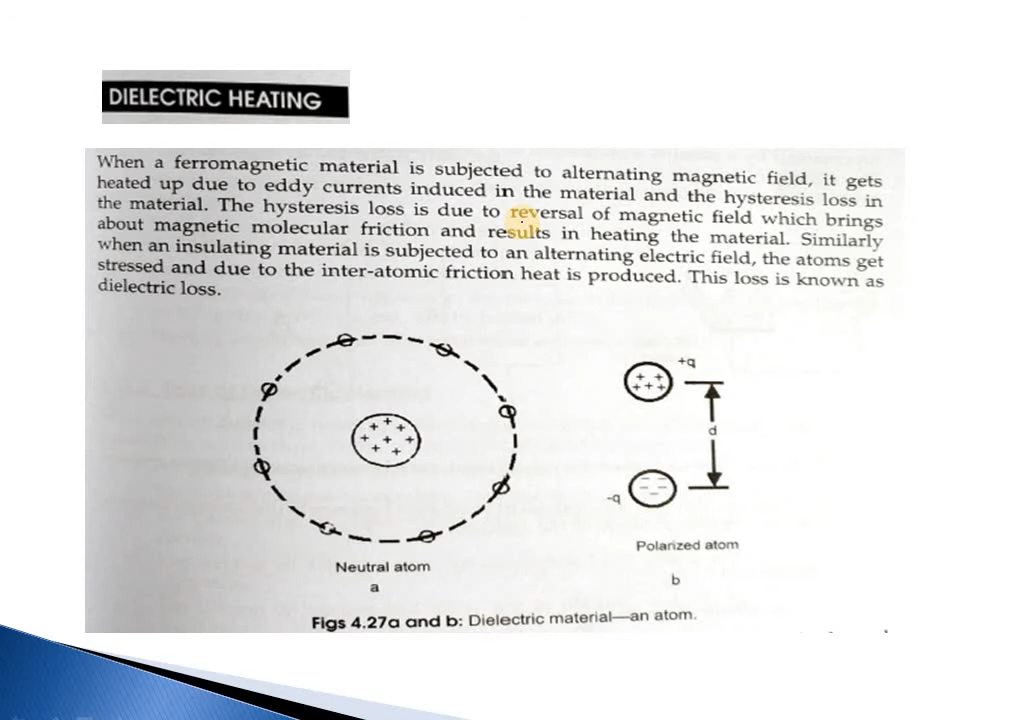 DIELECTRIC HEATING
When a ferromagnetic material is subjected to alternating magnetic field, it gets
heated up due to eddy currents induced in the material and the hysteresis loss in
the material. The hysteresis loss is due to reversal of magnetic field which brings
about magnetic molecular friction and results in heating the material. Similarly
when an insulating material is subjected to an alternating electric field, the atoms get
stressed and due to the inter-atomic friction heat is produced. This loss is known as
dielectric loss.
+q
d
-q
Neutral atom
a
Polarized atom
b
Figs 4.27a and b: Dielectric material—an atom.